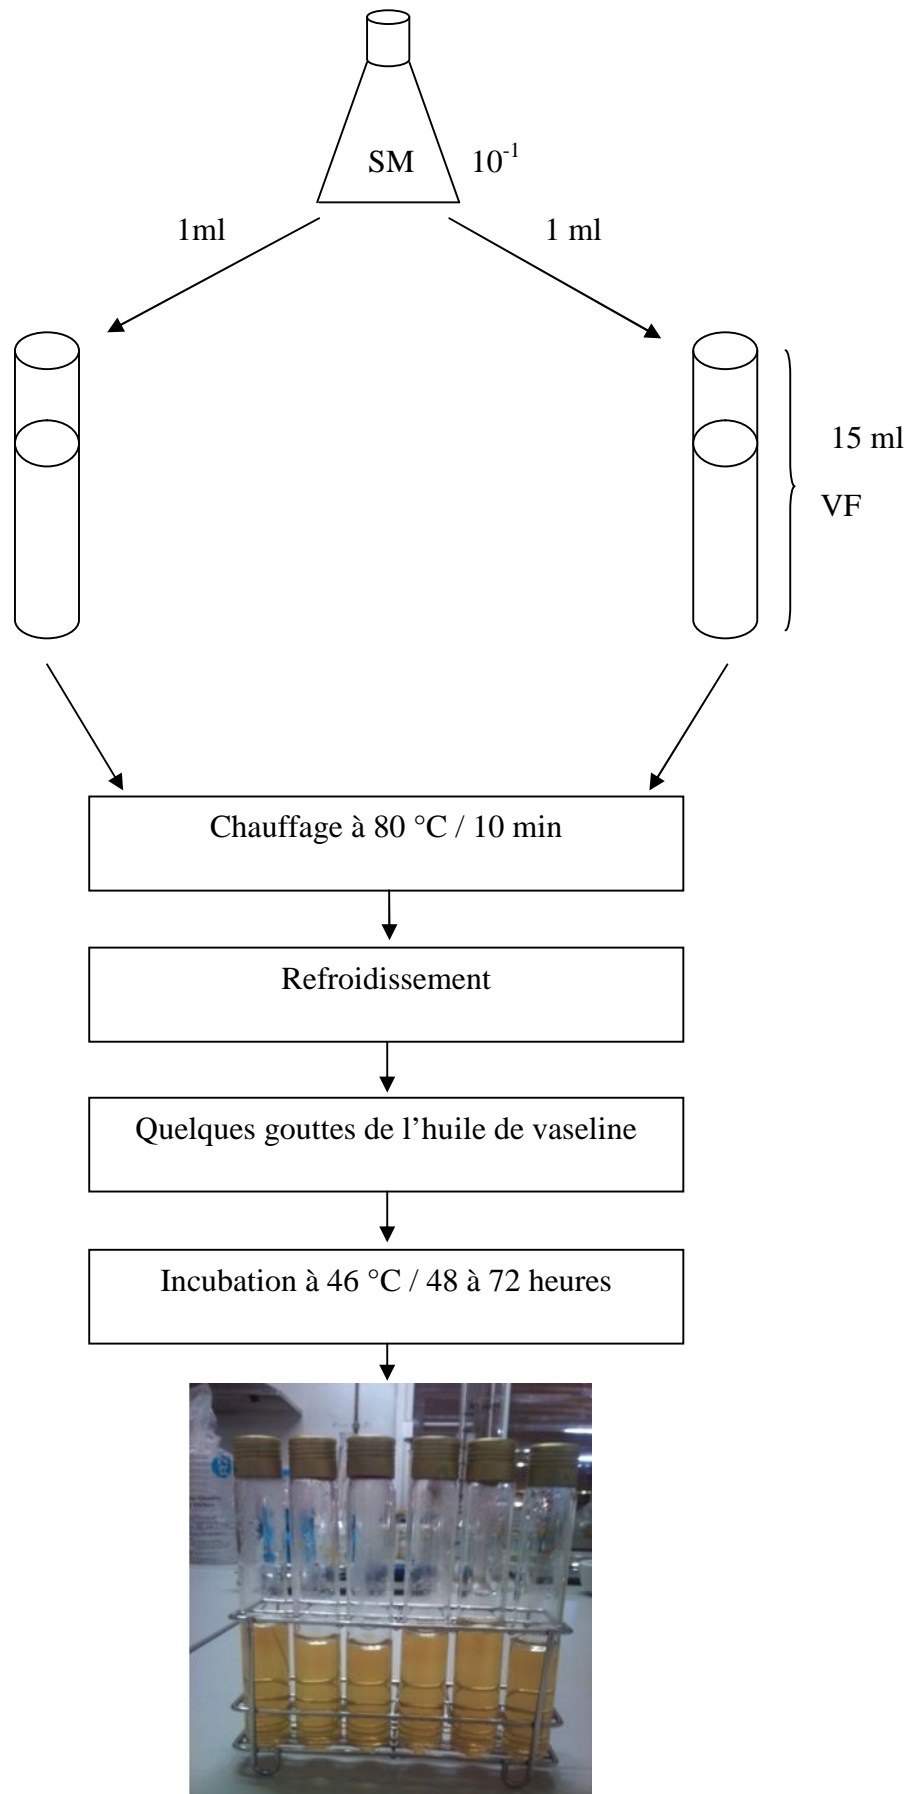 SM 10⁻¹
1ml 1 ml
15 ml
VF
Chauffage à 80 °C / 10 min
Refroidissement
Quelques gouttes de l’huile de vaseline
Incubation à 46 °C / 48 à 72 heures